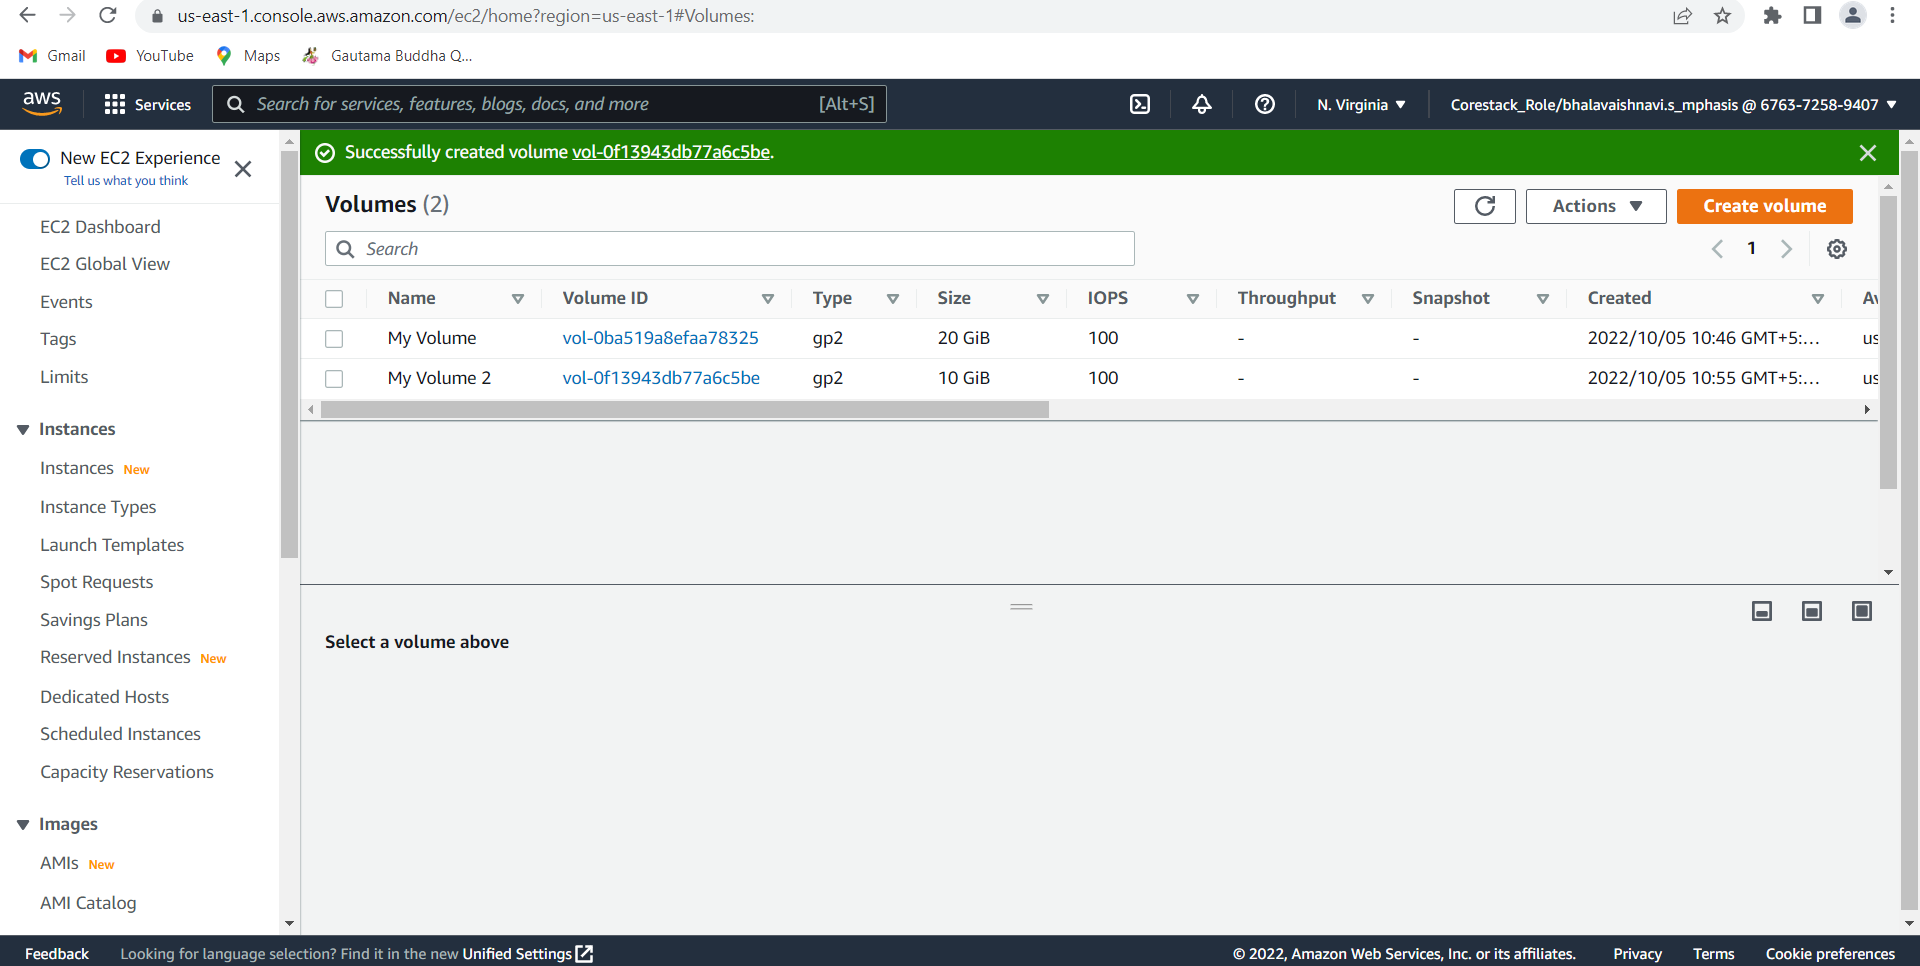 us-east-1.console.aws.amazon.com/ec2/home?region=us-east-1#Volumes:
Gmail YouTube Maps Gautama Buddha Q...
aws Services Search for services, features, blogs, docs, and more [Alt+S] N. Virginia Corestack_Role/bhalavaishnavi.s_mphasis @ 6763-7258-9407
New EC2 Experience
Tell us what you think
EC2 Dashboard
EC2 Global View
Events
Tags
Limits
Instances
Instances New
Instance Types
Launch Templates
Spot Requests
Savings Plans
Reserved Instances New
Dedicated Hosts
Scheduled Instances
Capacity Reservations
Images
AMIs New
AMI Catalog
Successfully created volume vol-0f13943db77a6c5be.
Volumes (2)
Actions Create volume
Search
1
Name Volume ID Type Size IOPS Throughput Snapshot Created
My Volume vol-0ba519a8efaa78325 gp2 20 GiB 100 - - 2022/10/05 10:46 GMT+5:...
My Volume 2 vol-0f13943db77a6c5be gp2 10 GiB 100 - - 2022/10/05 10:55 GMT+5:...
Select a volume above
Feedback Looking for language selection? Find it in the new Unified Settings © 2022, Amazon Web Services, Inc. or its affiliates. Privacy Terms Cookie preferences